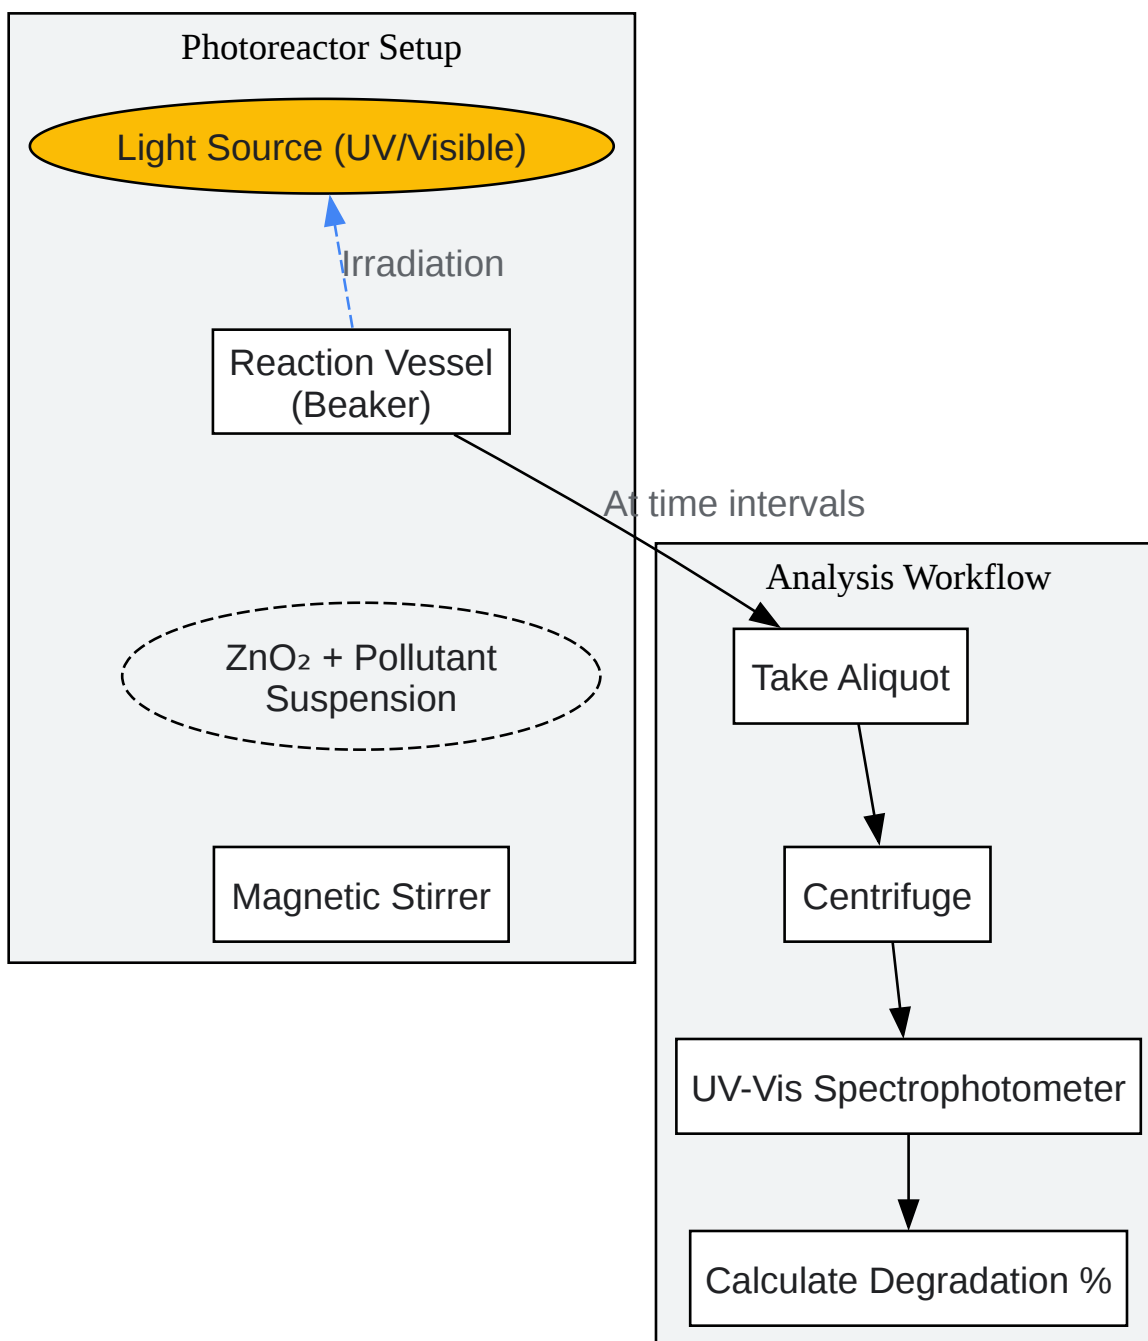 Photoreactor Setup
Light Source (UV/Visible)
Irradiation
Reaction Vessel
(Beaker)
At time intervals
ZnO₂ + Pollutant
Suspension
Magnetic Stirrer
Analysis Workflow
Take Aliquot
Centrifuge
UV-Vis Spectrophotometer
Calculate Degradation %